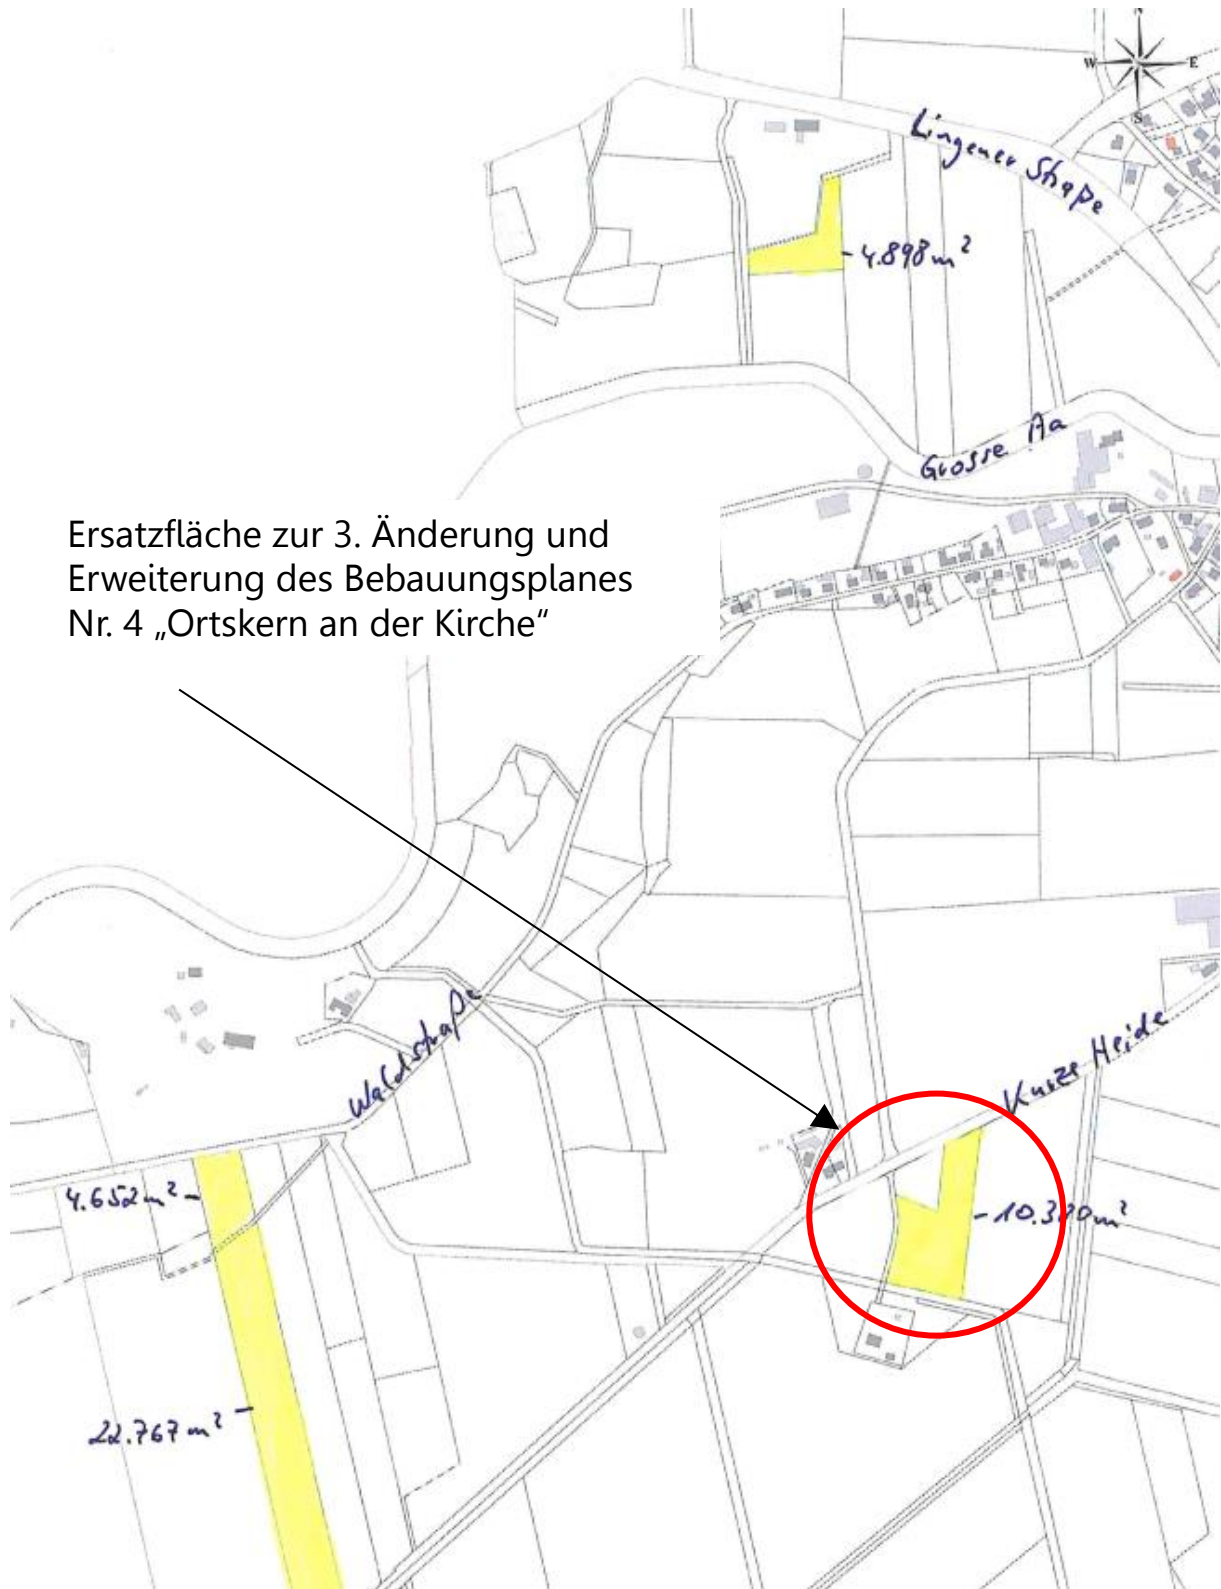 N
W E
S
Lingener Straße
- 4.898 m²
Grosse Aa
Ersatzfläche zur 3. Änderung und
Erweiterung des Bebauungsplanes
Nr. 4 „Ortskern an der Kirche“
Waldstraße
Kurze Heide
4.652 m² -
22.767 m² -